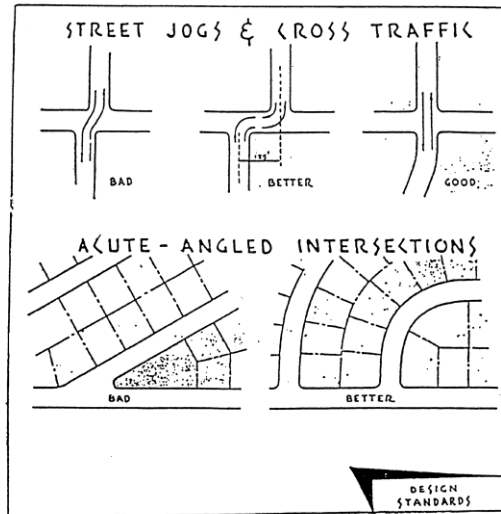 STREET JOGS & CROSS TRAFFIC
BAD
BETTER
GOOD
ACUTE-ANGLED INTERSECTIONS
BAD
BETTER
DESIGN
STANDARDS